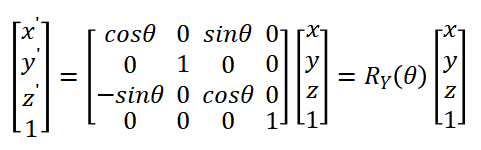 [x'] = [cosθ 0 sinθ 0] [x] = R_Y(θ) [x]
[y'] [0 1 0 0] [y] [y]
[z'] [−sinθ 0 cosθ 0] [z] [z]
[1] [0 0 0 1] [1] [1]